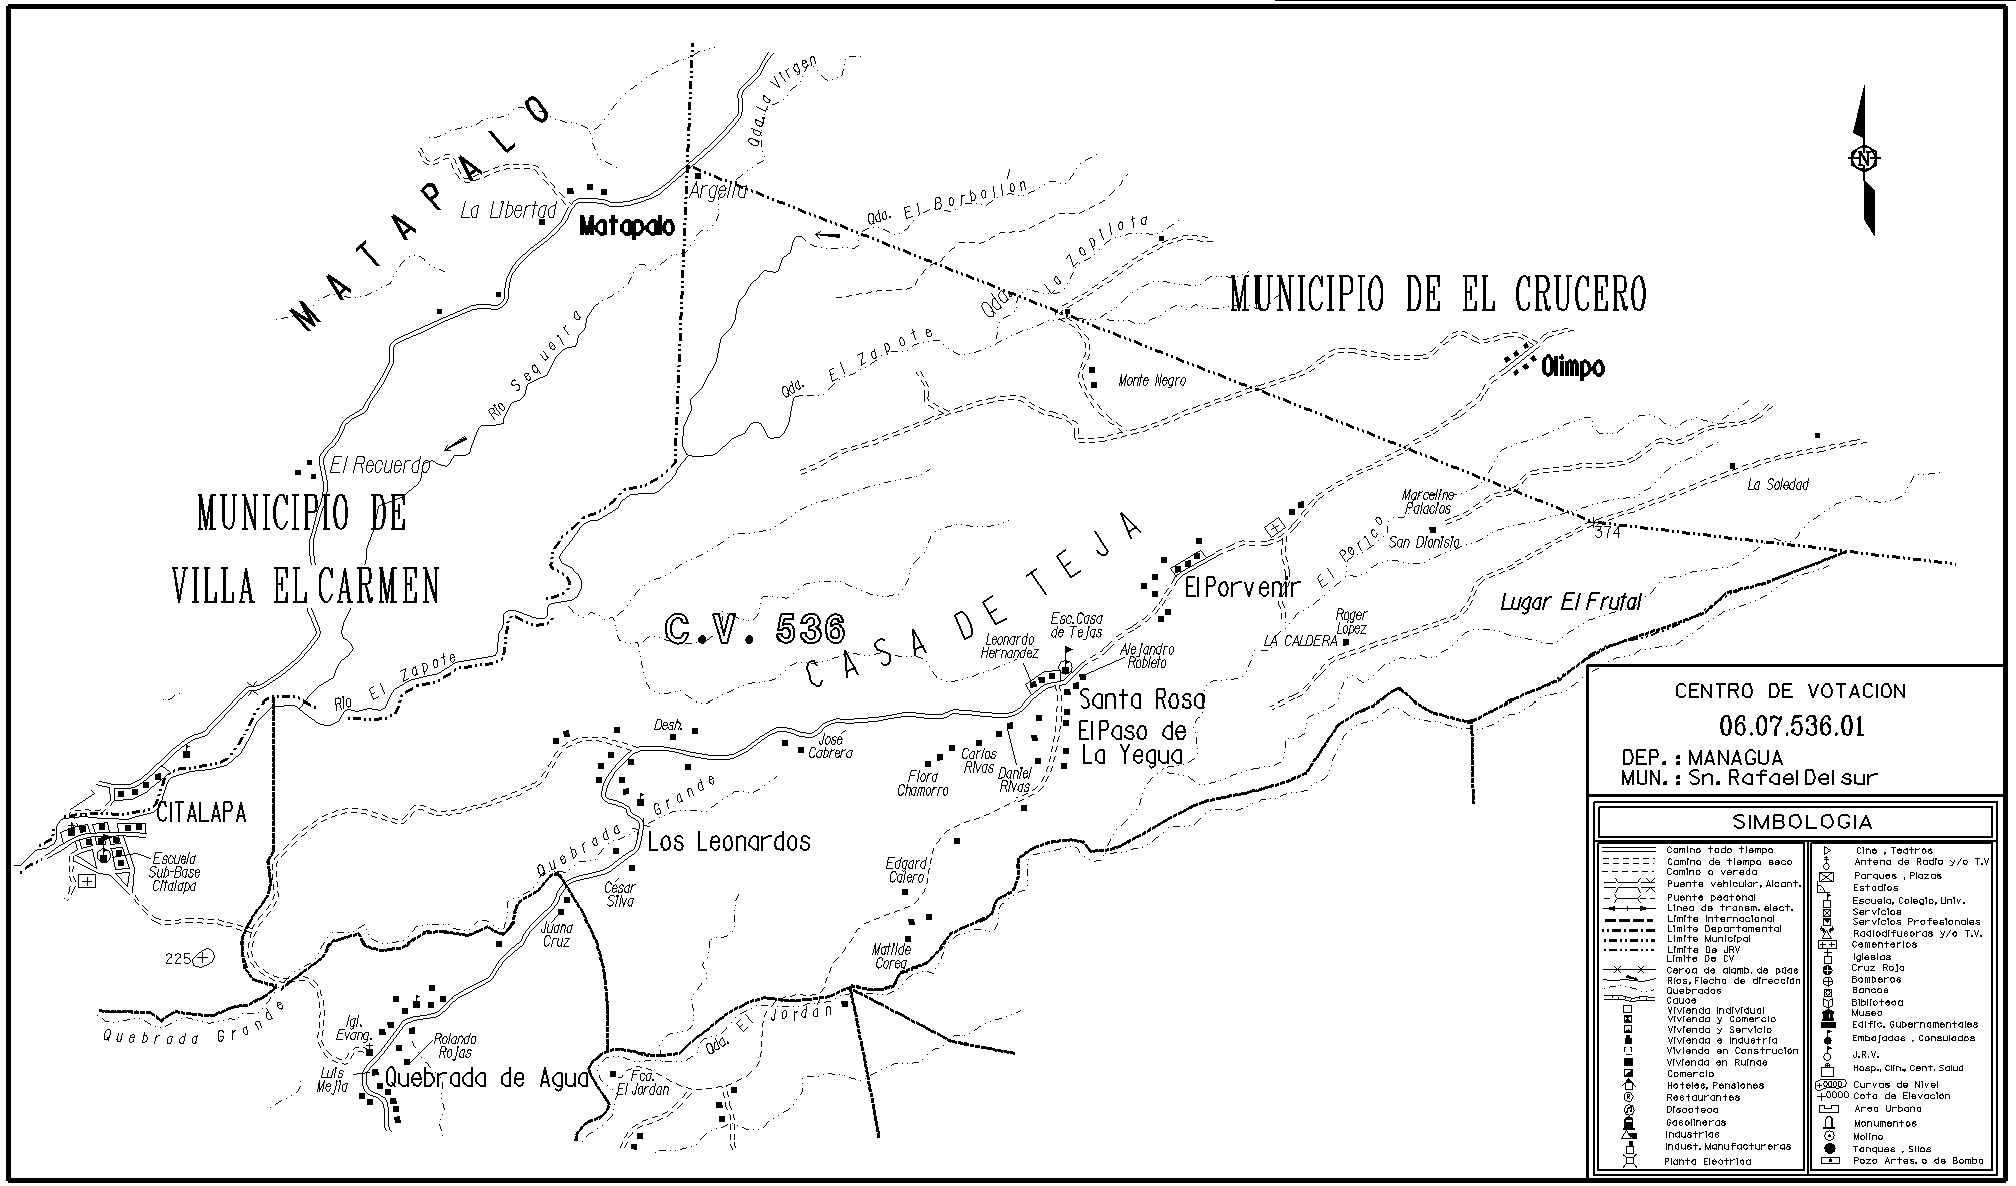 MATAPALO
Qda. La Virgen
Argelia
La Libertad
Matapalo
Qda. El Borbollon
Qda. La Zopilota
MUNICIPIO DE EL CRUCERO
Río Sequeira
Qda. El Zapote
Monte Negro
Olimpo
El Recuerdo
MUNICIPIO DE
VILLA EL CARMEN
Marcelino
Palacios
La Soledad
El Perico
San Dionisio
374
CASA DE TEJA
C.V. 536
El Porvenir
Lugar El Frutal
Esc. Casa
de Tejas
Leonardo
Hernandez
Alejandro
Robleto
Roger
Lopez
LA CALDERA
Río El Zapote
Santa Rosa
El Paso de
La Yegua
Desh.
José
Cabrera
Carlos
Rivas
Daniel
Rivas
Flora
Chamorro
CITALAPA
Quebrada Grande
Los Leonardos
Escuela
Sub-Base
Citalapa
César
Silva
Edgard
Calero
Juana
Cruz
Matilde
Corea
225
Quebrada Grande
Igl.
Evang.
Rolando
Rojas
Luis
Mejia
Quebrada de Agua
Qda. El Jordan
Fca.
El Jordan
N
CENTRO DE VOTACION
06.07.536.01
DEP. : MANAGUA
MUN. : Sn. Rafael Del sur
SIMBOLOGIA
Camino todo tiempo
Camino de tiempo seco
Camino o vereda
Puente vehicular, Alcant.
Puente peatonal
Linea de transm. elect.
Limite Internacional
Limite Departamental
Limite Municipal
Limite De JRV
Limite De CV
Cerca de alamb. de púas
Rios, Flecha de dirección
Quebradas
Cauce
Vivienda Individual
Vivienda y Comercio
Vivienda y Servicio
Vivienda e Industria
Vivienda en Construcion
Vivienda en Ruinas
Comercio
Hoteles, Pensiones
Restaurantes
Discoteca
Gasolineras
Industrias
Indust. Manufactureras
Planta Electrica
Cine , Teatros
Antena de Radio y/o T.V
Parques , Plazas
Estadios
Escuela, Colegio, Univ.
Servicios
Servicios Profesionales
Radiodifusoras y/o T.V.
Cementerios
Iglesias
Cruz Roja
Bomberos
Bancos
Biblioteca
Museo
Edific. Gubernamentales
Embajadas , Consulados
J.R.V.
Hosp., Clin., Cent. Salud
Curvas de Nivel
Cota de Elevación
Area Urbana
Monumentos
Molino
Tanques , Silos
Pozo Artes. o de Bomba